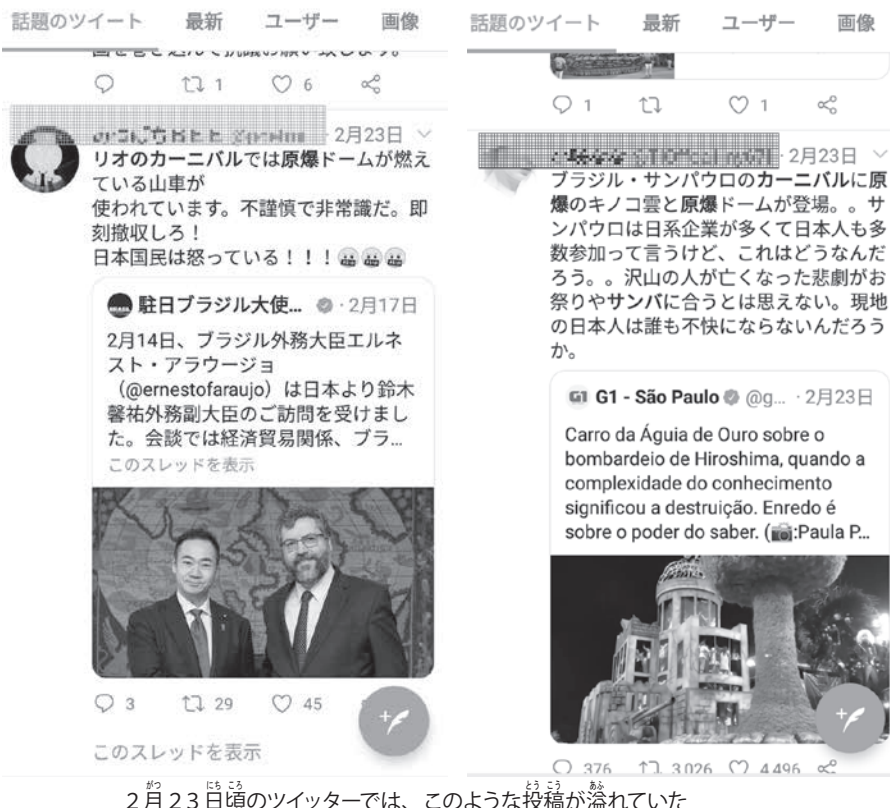 話題のツイート 最新 ユーザー 画像
1 6
2月23日
リオのカーニバルでは原爆ドームが燃え
ている山車が
使われています。不謹慎で非常識だ。即
刻撤収しろ！
日本国民は怒っている！！！
駐日ブラジル大使... ・2月17日
2月14日、ブラジル外務大臣エルネ
スト・アラウージョ
（@ernestofaraujo）は日本より鈴木
馨祐外務副大臣のご訪問を受けまし
た。会談では経済貿易関係、ブラ...
このスレッドを表示
3 29 45
このスレッドを表示
話題のツイート 最新 ユーザー 画像
1 1
・2月23日
ブラジル・サンパウロのカーニバルに原
爆のキノコ雲と原爆ドームが登場。。サ
ンパウロは日系企業が多くて日本人も多
数参加って言うけど、これはどうなんだ
ろう。。沢山の人が亡くなった悲劇がお
祭りやサンバに合うとは思えない。現地
の日本人は誰も不快にならないんだろう
か。
G1 G1 - São Paulo @g... ・2月23日
Carro da Águia de Ouro sobre o
bombardeio de Hiroshima, quando a
complexidade do conhecimento
significou a destruição. Enredo é
sobre o poder do saber. (📷:Paula P...
376 3.026 4.496
２月２３日頃のツイッターでは、このような投稿が溢れていた